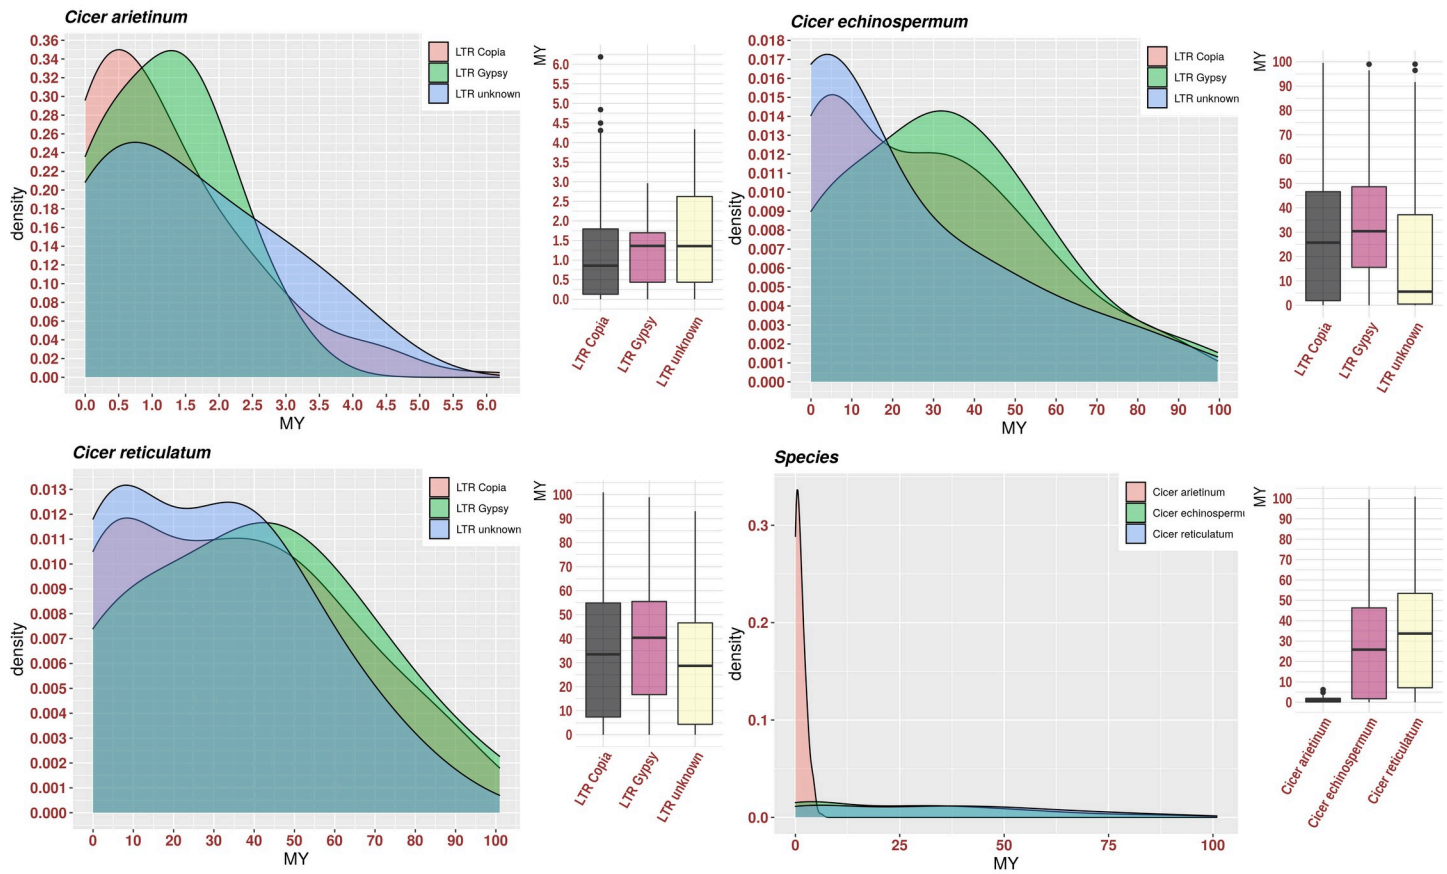 Cicer arietinum
density
0.36
0.34
0.32
0.30
0.28
0.26
0.24
0.22
0.20
0.18
0.16
0.14
0.12
0.10
0.08
0.06
0.04
0.02
0.00
0.0 0.5 1.0 1.5 2.0 2.5 3.0 3.5 4.0 4.5 5.0 5.5 6.0
MY
LTR Copia
LTR Gypsy
LTR unknown
MY
6.0
5.5
5.0
4.5
4.0
3.5
3.0
2.5
2.0
1.5
1.0
0.5
0.0
LTR Copia
LTR Gypsy
LTR unknown
Cicer echinospermum
density
0.018
0.017
0.016
0.015
0.014
0.013
0.012
0.011
0.010
0.009
0.008
0.007
0.006
0.005
0.004
0.003
0.002
0.001
0.000
0 10 20 30 40 50 60 70 80 90 100
MY
LTR Copia
LTR Gypsy
LTR unknown
MY
100
90
80
70
60
50
40
30
20
10
0
LTR Copia
LTR Gypsy
LTR unknown
Cicer reticulatum
density
0.013
0.012
0.011
0.010
0.009
0.008
0.007
0.006
0.005
0.004
0.003
0.002
0.001
0.000
0 10 20 30 40 50 60 70 80 90 100
MY
LTR Copia
LTR Gypsy
LTR unknown
MY
100
90
80
70
60
50
40
30
20
10
0
LTR Copia
LTR Gypsy
LTR unknown
Species
density
0.3
0.2
0.1
0.0
0 25 50 75 100
MY
Cicer arietinum
Cicer echinospermu
Cicer reticulatum
MY
100
90
80
70
60
50
40
30
20
10
0
Cicer arietinum
Cicer echinospermum
Cicer reticulatum